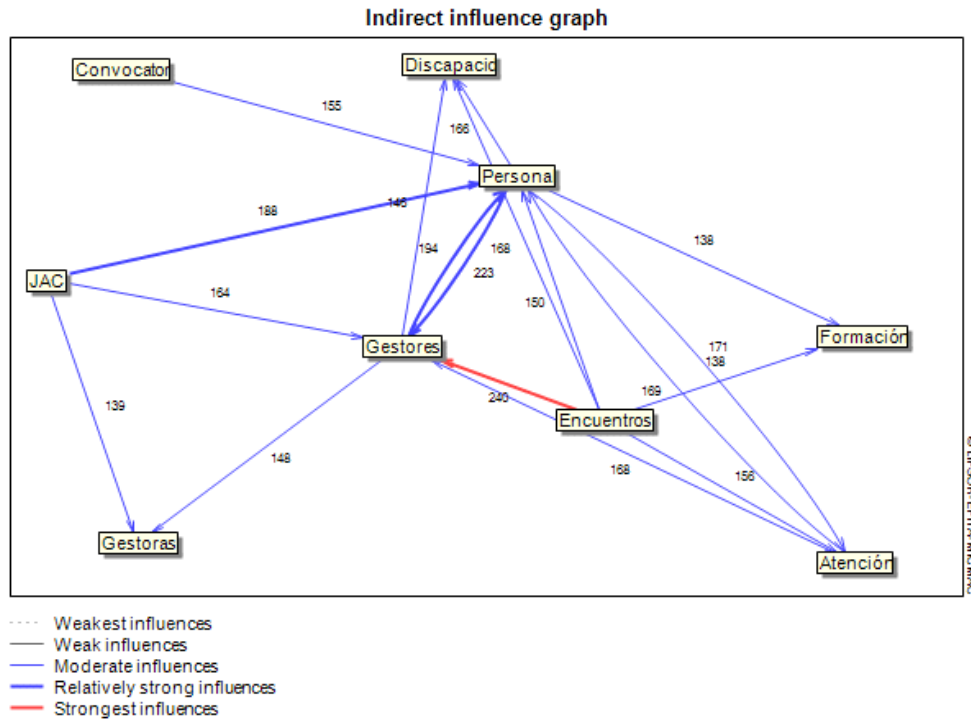 Indirect influence graph
Convocator
Discapacid
155
166
Persona
188
146
138
194
168
223
JAC
164
150
Formación
Gestores
171
138
139
240
169
Encuentros
148
168
156
Gestoras
Atención
Weakest influences
Weak influences
Moderate influences
Relatively strong influences
Strongest influences